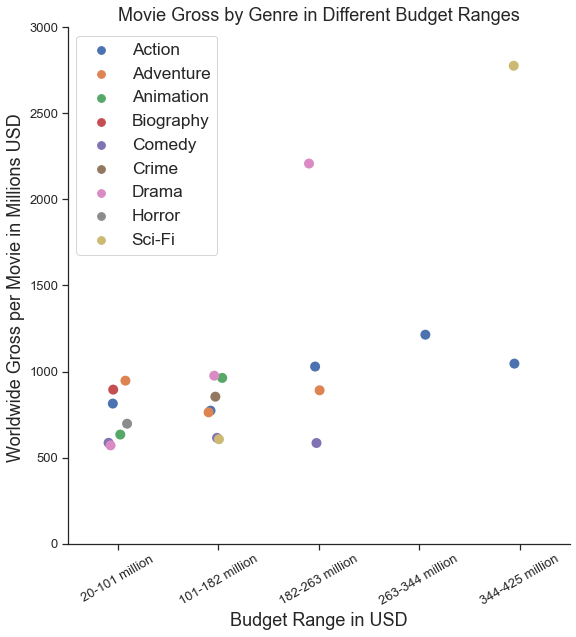 Movie Gross by Genre in Different Budget Ranges
3000
2500
2000
1500
1000
500
0
Worldwide Gross per Movie in Millions USD
Action
Adventure
Animation
Biography
Comedy
Crime
Drama
Horror
Sci-Fi
20-101 million
101-182 million
182-263 million
263-344 million
344-425 million
Budget Range in USD